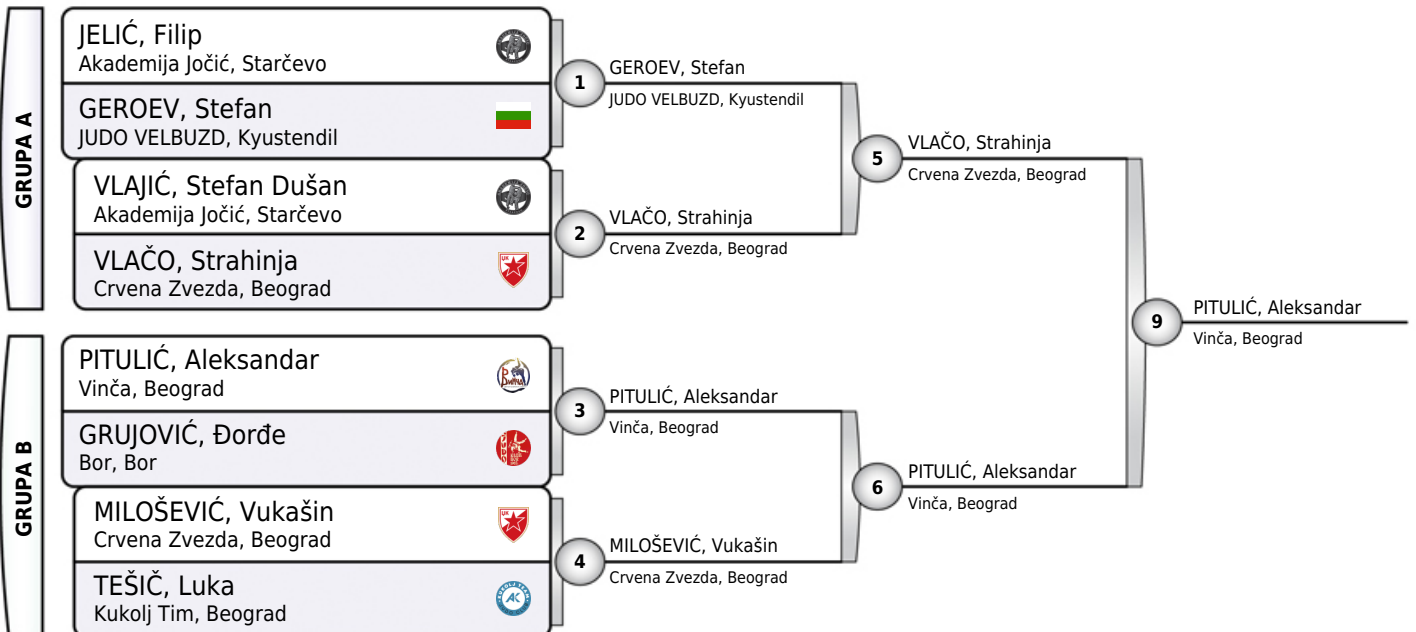 GRUPA A
JELIĆ, Filip
Akademija Jočić, Starčevo
GEROEV, Stefan
JUDO VELBUZD, Kyustendil
VLAJIĆ, Stefan Dušan
Akademija Jočić, Starčevo
VLAČO, Strahinja
Crvena Zvezda, Beograd
1
GEROEV, Stefan
JUDO VELBUZD, Kyustendil
2
VLAČO, Strahinja
Crvena Zvezda, Beograd
5
VLAČO, Strahinja
Crvena Zvezda, Beograd
GRUPA B
PITULIĆ, Aleksandar
Vinča, Beograd
GRUJOVIĆ, Đorđe
Bor, Bor
MILOŠEVIĆ, Vukašin
Crvena Zvezda, Beograd
TEŠIČ, Luka
Kukolj Tim, Beograd
3
PITULIĆ, Aleksandar
Vinča, Beograd
4
MILOŠEVIĆ, Vukašin
Crvena Zvezda, Beograd
6
PITULIĆ, Aleksandar
Vinča, Beograd
9
PITULIĆ, Aleksandar
Vinča, Beograd